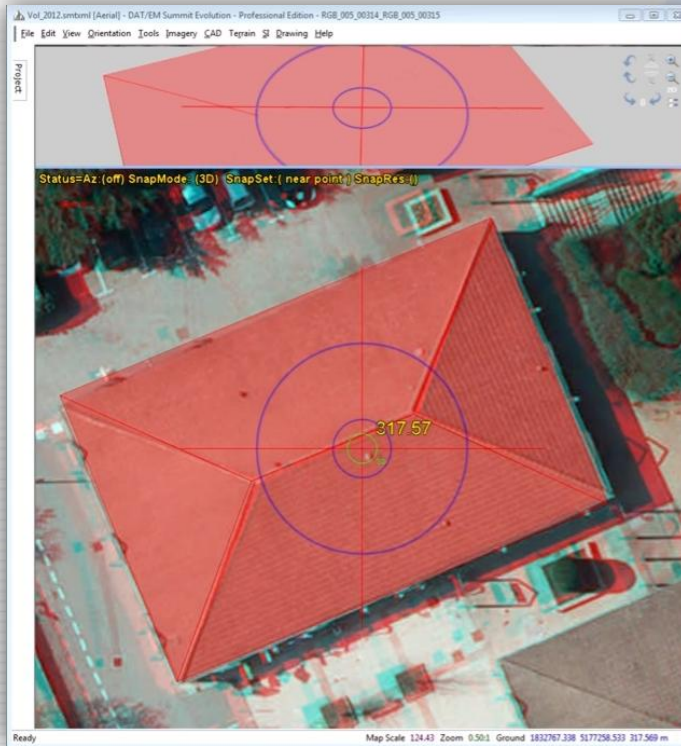 Vol_2012.smtxml [Aerial] - DAT/EM Summit Evolution - Professional Edition - RGB_005_00314_RGB_005_00315
File Edit View Orientation Tools Imagery CAD Terrain SI Drawing Help
Project
Status=Az:(off) SnapMode: (3D) SnapSet:( near point ) SnapRes:()
317.57
Ready Map Scale 124.43 Zoom 0.50:1 Ground 1832767.338 5177258.533 317.569 m